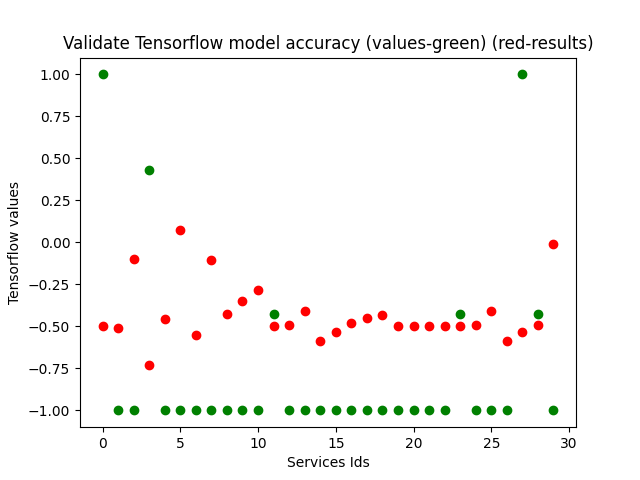 Validate Tensorflow model accuracy (values-green) (red-results)
1.00
0.75
0.50
0.25
0.00
−0.25
−0.50
−0.75
−1.00
Tensorflow values
0 5 10 15 20 25 30
Services Ids